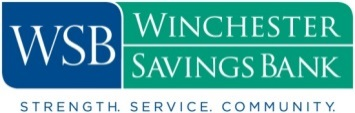 WSB
WINCHESTER
SAVINGS BANK
STRENGTH. SERVICE. COMMUNITY.